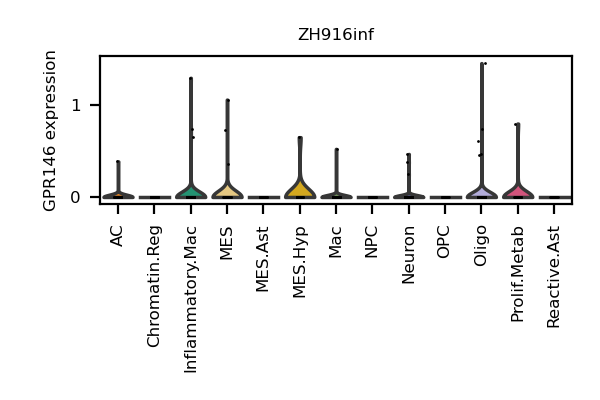 ZH916inf
GPR146 expression
1
0
AC
Chromatin.Reg
Inflammatory.Mac
MES
MES.Ast
MES.Hyp
Mac
NPC
Neuron
OPC
Oligo
Prolif.Metab
Reactive.Ast